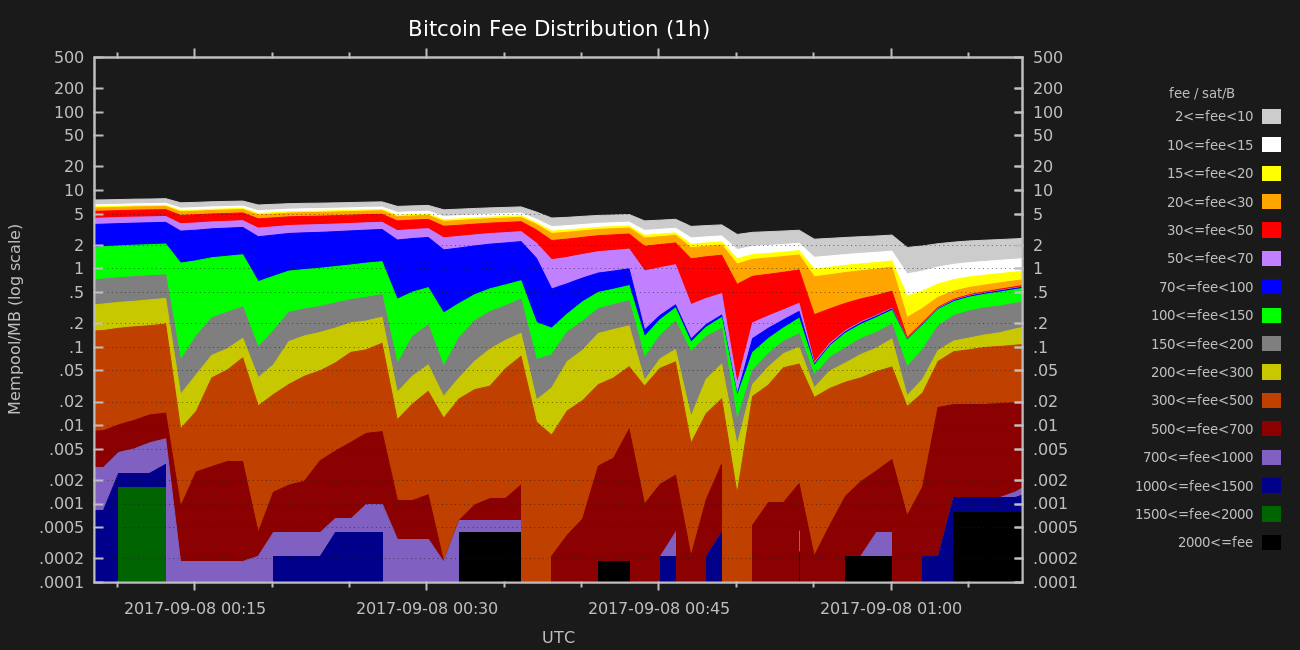 Bitcoin Fee Distribution (1h)
500 500
200 200
100 100
50 50
20 20
10 10
5 5
2 2
1 1
.5 .5
.2 .2
.1 .1
.05 .05
.02 .02
.01 .01
.005 .005
.002 .002
.001 .001
.0005 .0005
.0002 .0002
.0001 .0001
Mempool/MB (log scale)
2017-09-08 00:15 2017-09-08 00:30 2017-09-08 00:45 2017-09-08 01:00
UTC
fee / sat/B
2<=fee<10
10<=fee<15
15<=fee<20
20<=fee<30
30<=fee<50
50<=fee<70
70<=fee<100
100<=fee<150
150<=fee<200
200<=fee<300
300<=fee<500
500<=fee<700
700<=fee<1000
1000<=fee<1500
1500<=fee<2000
2000<=fee